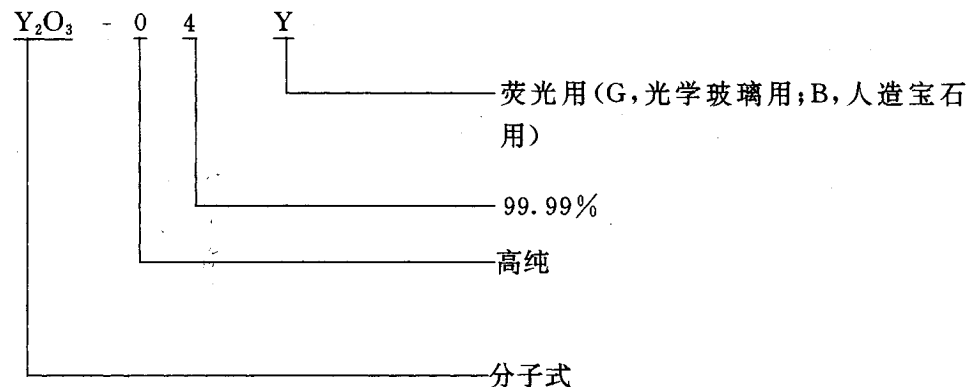 Y₂O₃ - 0 4 Y
荧光用(G,光学玻璃用;B,人造宝石
用)
99.99%
高纯
分子式